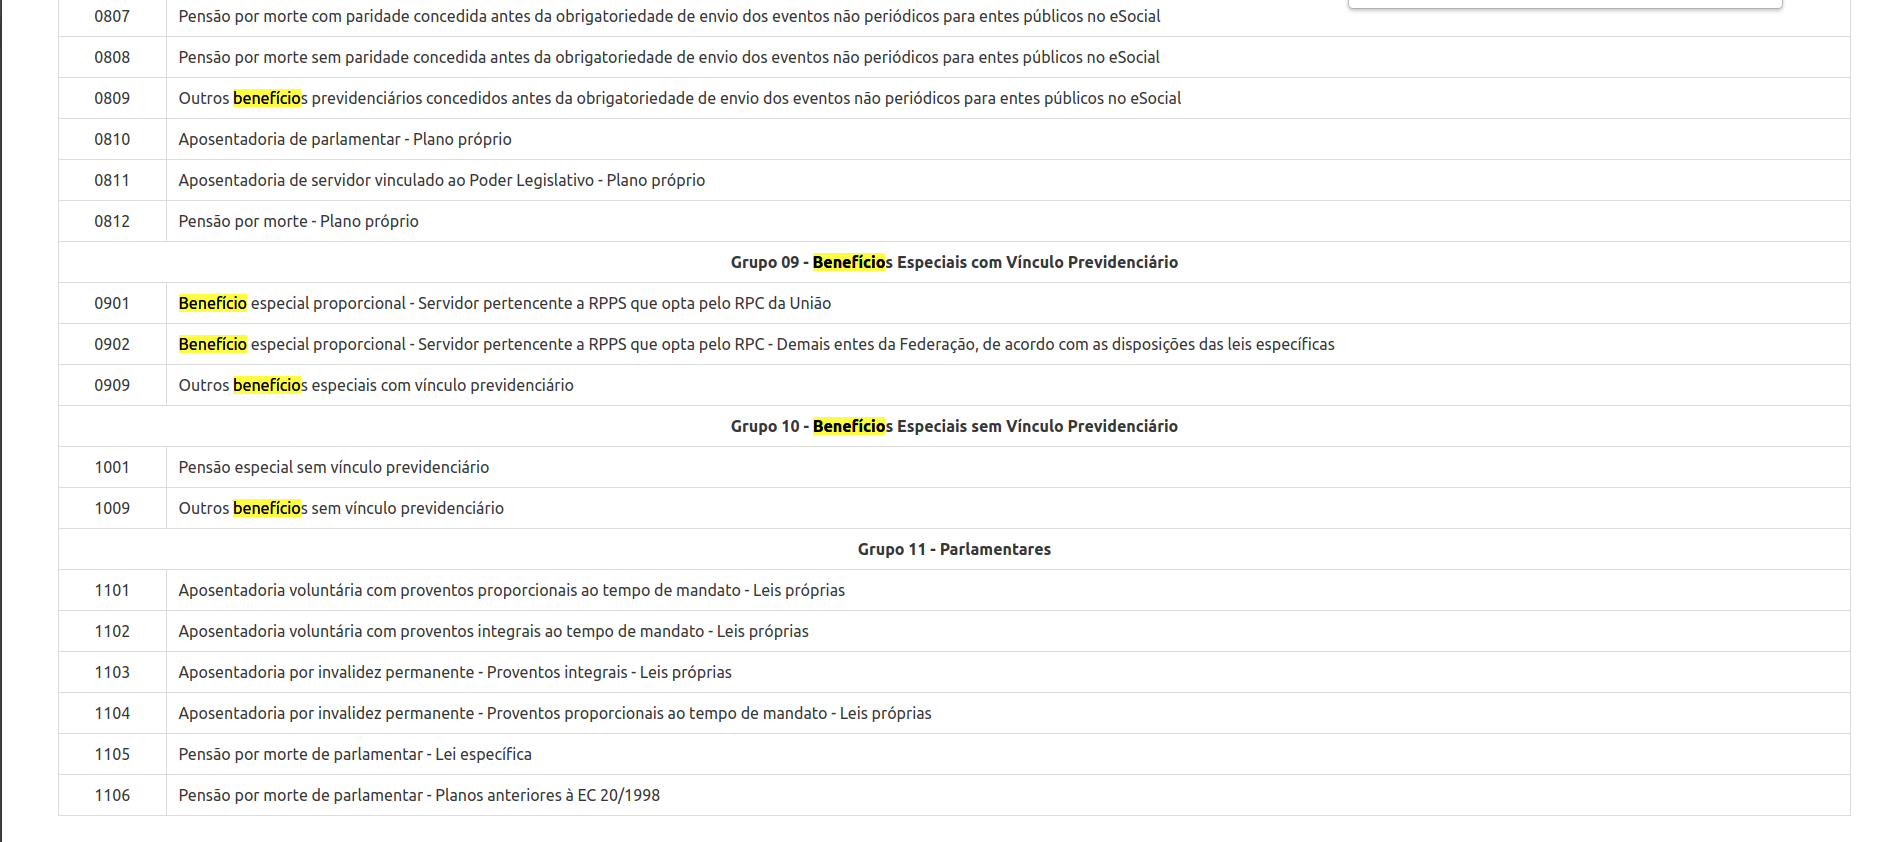 0807 Pensão por morte com paridade concedida antes da obrigatoriedade de envio dos eventos não periódicos para entes públicos no eSocial
0808 Pensão por morte sem paridade concedida antes da obrigatoriedade de envio dos eventos não periódicos para entes públicos no eSocial
0809 Outros benefícios previdenciários concedidos antes da obrigatoriedade de envio dos eventos não periódicos para entes públicos no eSocial
0810 Aposentadoria de parlamentar - Plano próprio
0811 Aposentadoria de servidor vinculado ao Poder Legislativo - Plano próprio
0812 Pensão por morte - Plano próprio
Grupo 09 - Benefícios Especiais com Vínculo Previdenciário
0901 Benefício especial proporcional - Servidor pertencente a RPPS que opta pelo RPC da União
0902 Benefício especial proporcional - Servidor pertencente a RPPS que opta pelo RPC - Demais entes da Federação, de acordo com as disposições das leis específicas
0909 Outros benefícios especiais com vínculo previdenciário
Grupo 10 - Benefícios Especiais sem Vínculo Previdenciário
1001 Pensão especial sem vínculo previdenciário
1009 Outros benefícios sem vínculo previdenciário
Grupo 11 - Parlamentares
1101 Aposentadoria voluntária com proventos proporcionais ao tempo de mandato - Leis próprias
1102 Aposentadoria voluntária com proventos integrais ao tempo de mandato - Leis próprias
1103 Aposentadoria por invalidez permanente - Proventos integrais - Leis próprias
1104 Aposentadoria por invalidez permanente - Proventos proporcionais ao tempo de mandato - Leis próprias
1105 Pensão por morte de parlamentar - Lei específica
1106 Pensão por morte de parlamentar - Planos anteriores à EC 20/1998